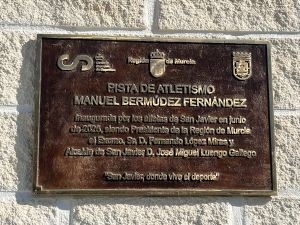 Región de Murcia
PISTA DE ATLETISMO
MANUEL BERMÚDEZ FERNÁNDEZ
Inaugurada por los atletas de San Javier en junio
de 2025, siendo Presidente de la Región de Murcia
el Excmo. Sr. D. Fernando López Miras y
Alcalde de San Javier, D. José Miguel Luengo Gallego
"San Javier, donde vive el deporte"